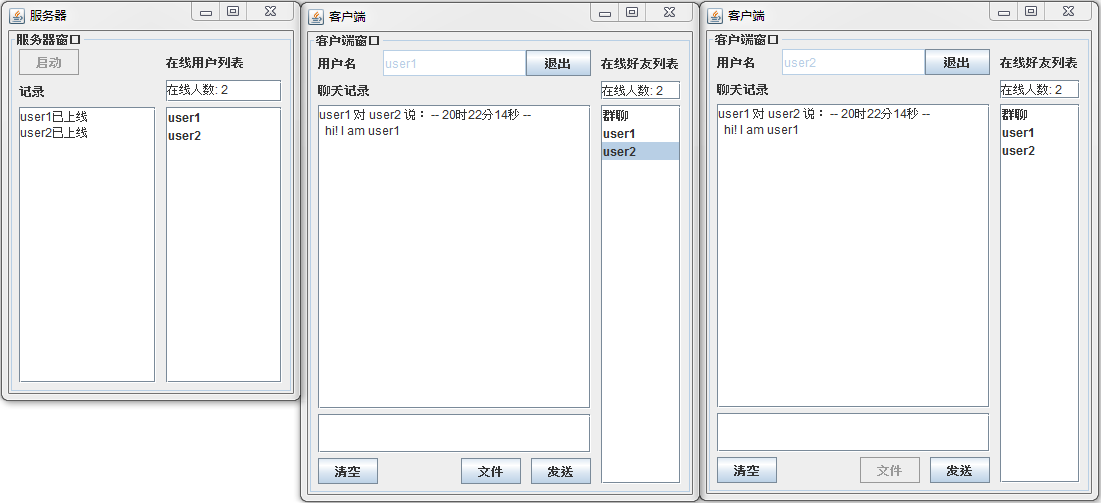 服务器
服务器窗口
启动
在线用户列表
记录
在线人数: 2
user1已上线
user2已上线
user1
user2
客户端
客户端窗口
用户名
user1
退出
在线好友列表
聊天记录
在线人数: 2
user1 对 user2 说： -- 20时22分14秒 --
hi! I am user1
群聊
user1
user2
清空
文件
发送
客户端
客户端窗口
用户名
user2
退出
在线好友列表
聊天记录
在线人数: 2
user1 对 user2 说： -- 20时22分14秒 --
hi! I am user1
群聊
user1
user2
清空
文件
发送